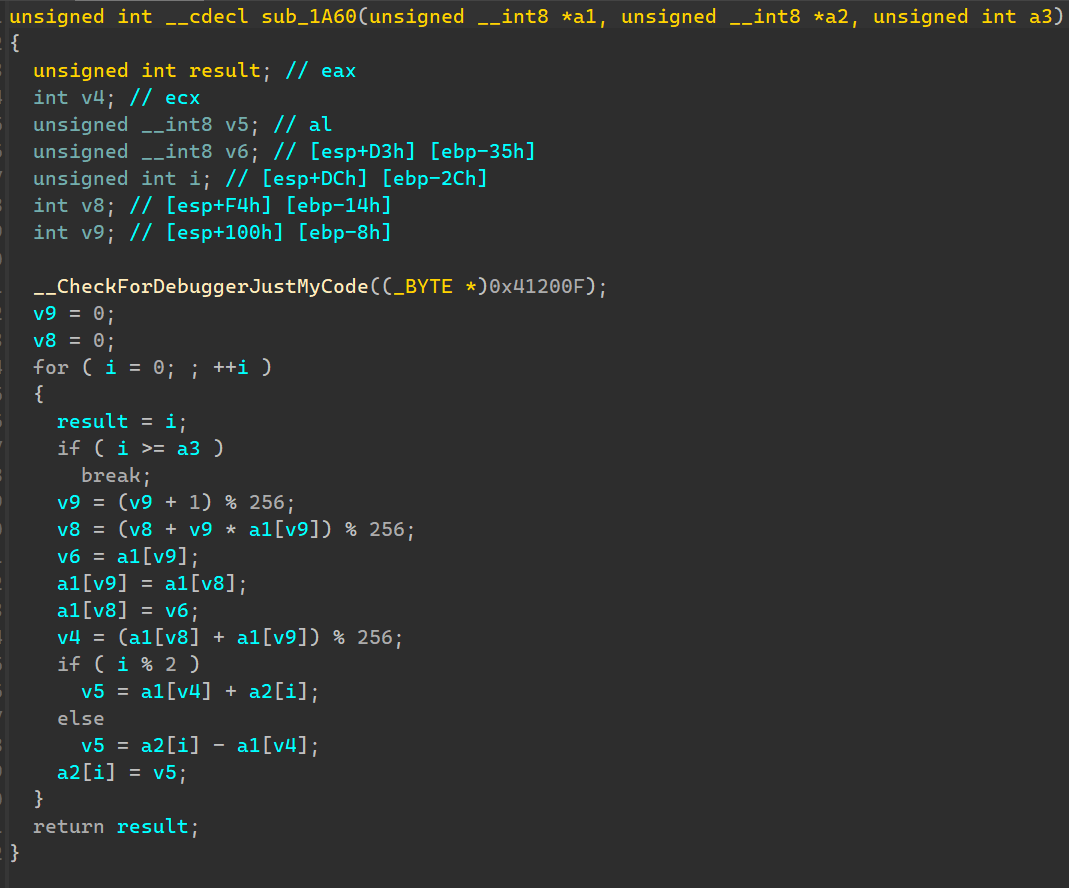 unsigned int __cdecl sub_1A60(unsigned __int8 *a1, unsigned __int8 *a2, unsigned int a3)
{
  unsigned int result; // eax
  int v4; // ecx
  unsigned __int8 v5; // al
  unsigned __int8 v6; // [esp+D3h] [ebp-35h]
  unsigned int i; // [esp+DCh] [ebp-2Ch]
  int v8; // [esp+F4h] [ebp-14h]
  int v9; // [esp+100h] [ebp-8h]

  __CheckForDebuggerJustMyCode((_BYTE *)0x41200F);
  v9 = 0;
  v8 = 0;
  for ( i = 0; ; ++i )
  {
    result = i;
    if ( i >= a3 )
      break;
    v9 = (v9 + 1) % 256;
    v8 = (v8 + v9 * a1[v9]) % 256;
    v6 = a1[v9];
    a1[v9] = a1[v8];
    a1[v8] = v6;
    v4 = (a1[v8] + a1[v9]) % 256;
    if ( i % 2 )
      v5 = a1[v4] + a2[i];
    else
      v5 = a2[i] - a1[v4];
    a2[i] = v5;
  }
  return result;
}